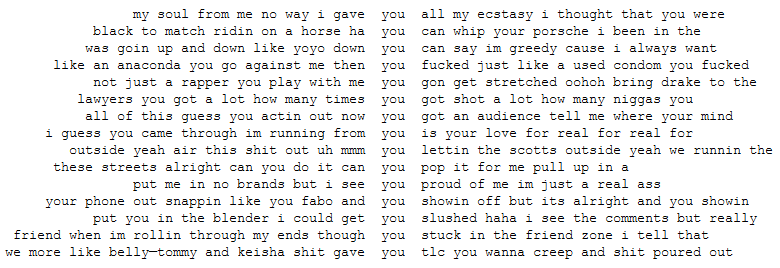 my soul from me no way i gave you all my ecstasy i thought that you were
black to match ridin on a horse ha you can whip your porsche i been in the
was goin up and down like yoyo down you can say im greedy cause i always want
like an anaconda you go against me then you fucked just like a used condom you fucked
not just a rapper you play with me you gon get stretched oohoh bring drake to the
lawyers you got a lot how many times you got shot a lot how many niggas you
all of this guess you actin out now you got an audience tell me where your mind
i guess you came through im running from you is your love for real for real for
outside yeah air this shit out uh mmm you lettin the scotts outside yeah we runnin the
these streets alright can you do it can you pop it for me pull up in a
put me in no brands but i see you proud of me im just a real ass
your phone out snappin like you fabo and you showin off but its alright and you showin
put you in the blender i could get you slushed haha i see the comments but really
friend when im rollin through my ends though you stuck in the friend zone i tell that
we more like belly—tommy and keisha shit gave you tlc you wanna creep and shit poured out